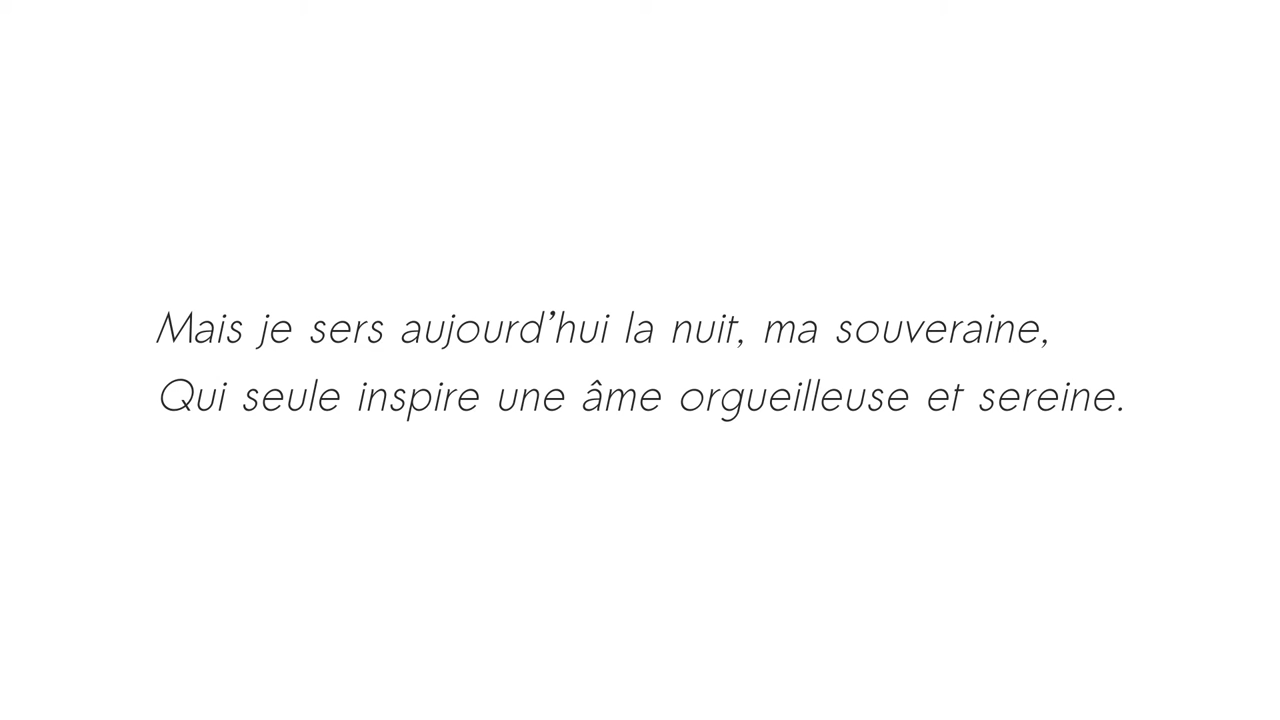 Mais je sers aujourd’hui la nuit, ma souveraine,
Qui seule inspire une âme orgueilleuse et sereine.